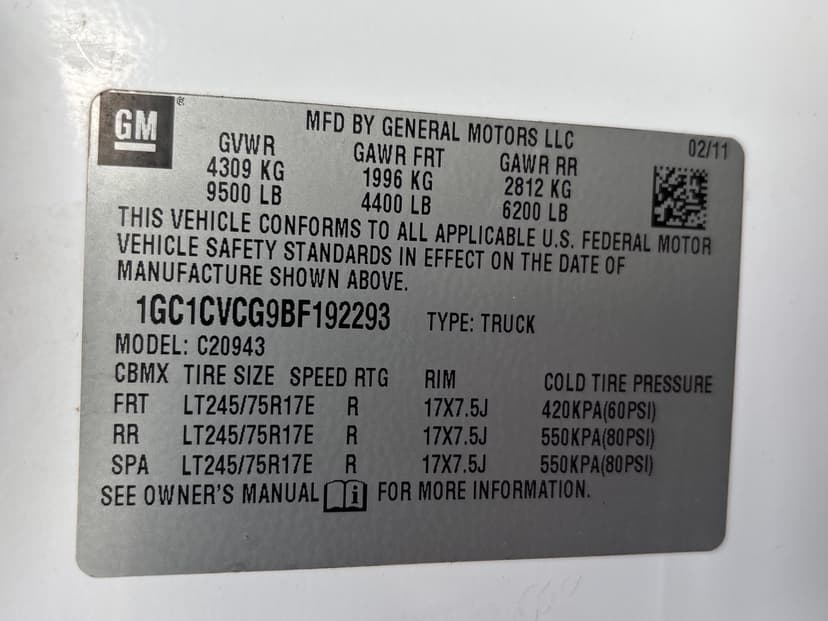 GM ®
MFD BY GENERAL MOTORS LLC 02/11
GVWR GAWR FRT GAWR RR
4309 KG 1996 KG 2812 KG
9500 LB 4400 LB 6200 LB
THIS VEHICLE CONFORMS TO ALL APPLICABLE U.S. FEDERAL MOTOR
VEHICLE SAFETY STANDARDS IN EFFECT ON THE DATE OF
MANUFACTURE SHOWN ABOVE.
1GC1CVCG9BF192293 TYPE: TRUCK
MODEL: C20943
CBMX TIRE SIZE SPEED RTG RIM COLD TIRE PRESSURE
FRT LT245/75R17E R 17X7.5J 420KPA(60PSI)
RR LT245/75R17E R 17X7.5J 550KPA(80PSI)
SPA LT245/75R17E R 17X7.5J 550KPA(80PSI)
SEE OWNER'S MANUAL i FOR MORE INFORMATION.